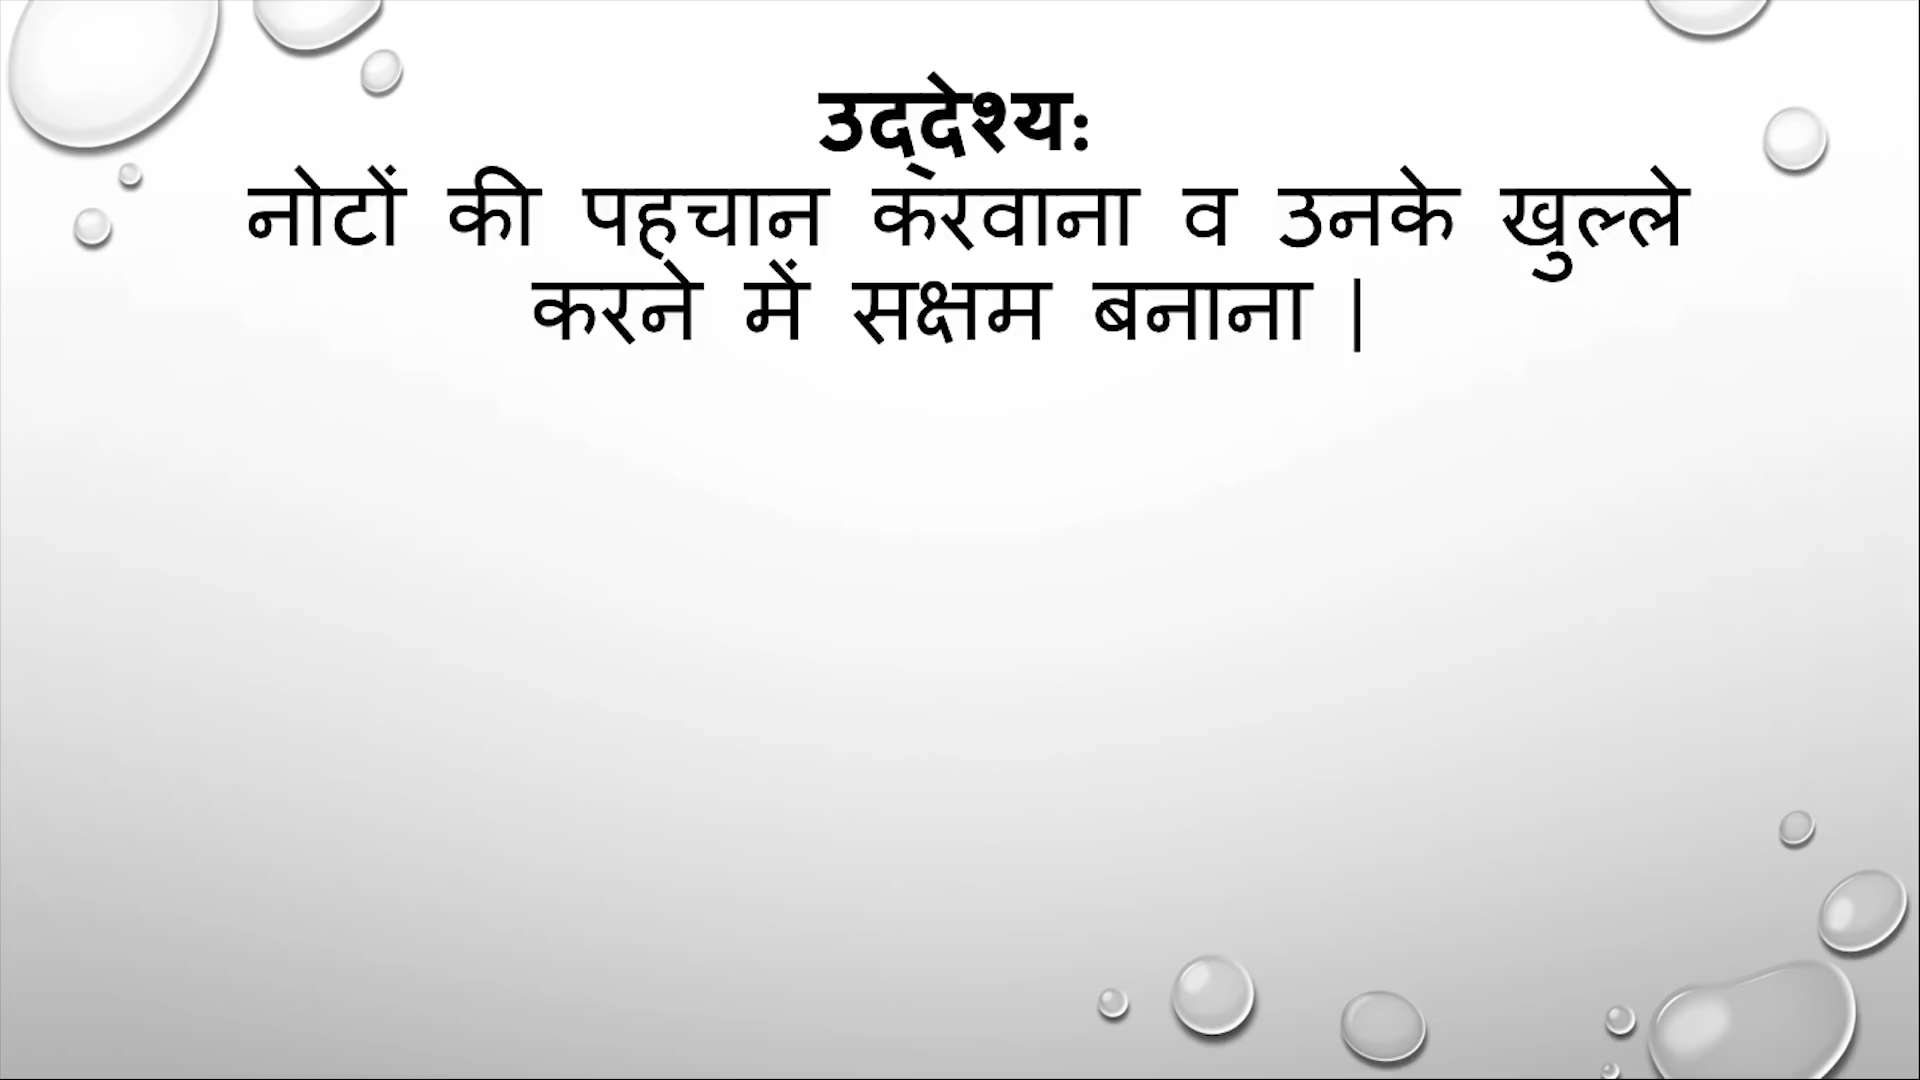 उद्देश्य:
नोटों की पहचान करवाना व उनके खुल्ले
करने में सक्षम बनाना |